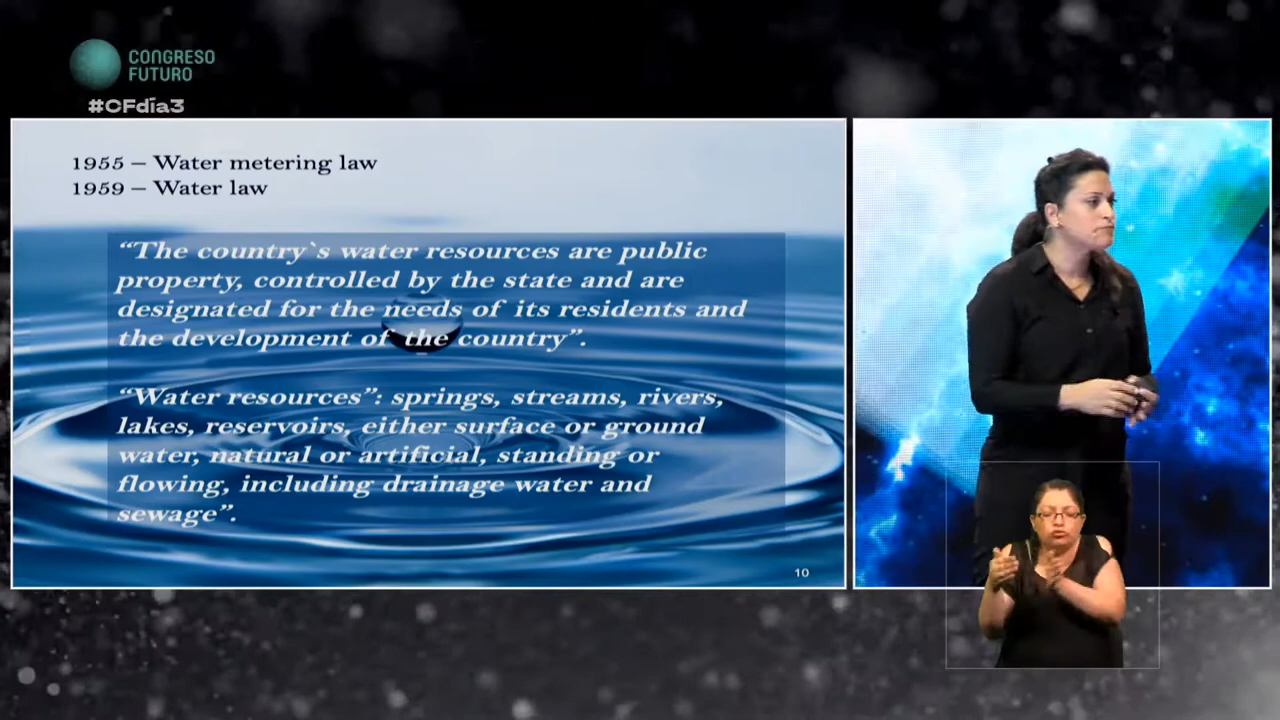 CONGRESO
FUTURO
#CFdía3
1955 – Water metering law
1959 – Water law
“The country`s water resources are public
property, controlled by the state and are
designated for the needs of its residents and
the development of the country”.
“Water resources”: springs, streams, rivers,
lakes, reservoirs, either surface or ground
water, natural or artificial, standing or
flowing, including drainage water and
sewage”.
10